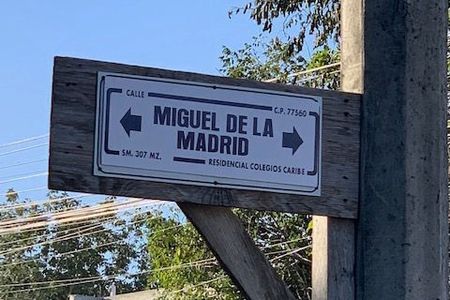 CALLE
C.P. 77560
MIGUEL DE LA
MADRID
SM. 307 MZ.
RESIDENCIAL COLEGIOS CARIBE